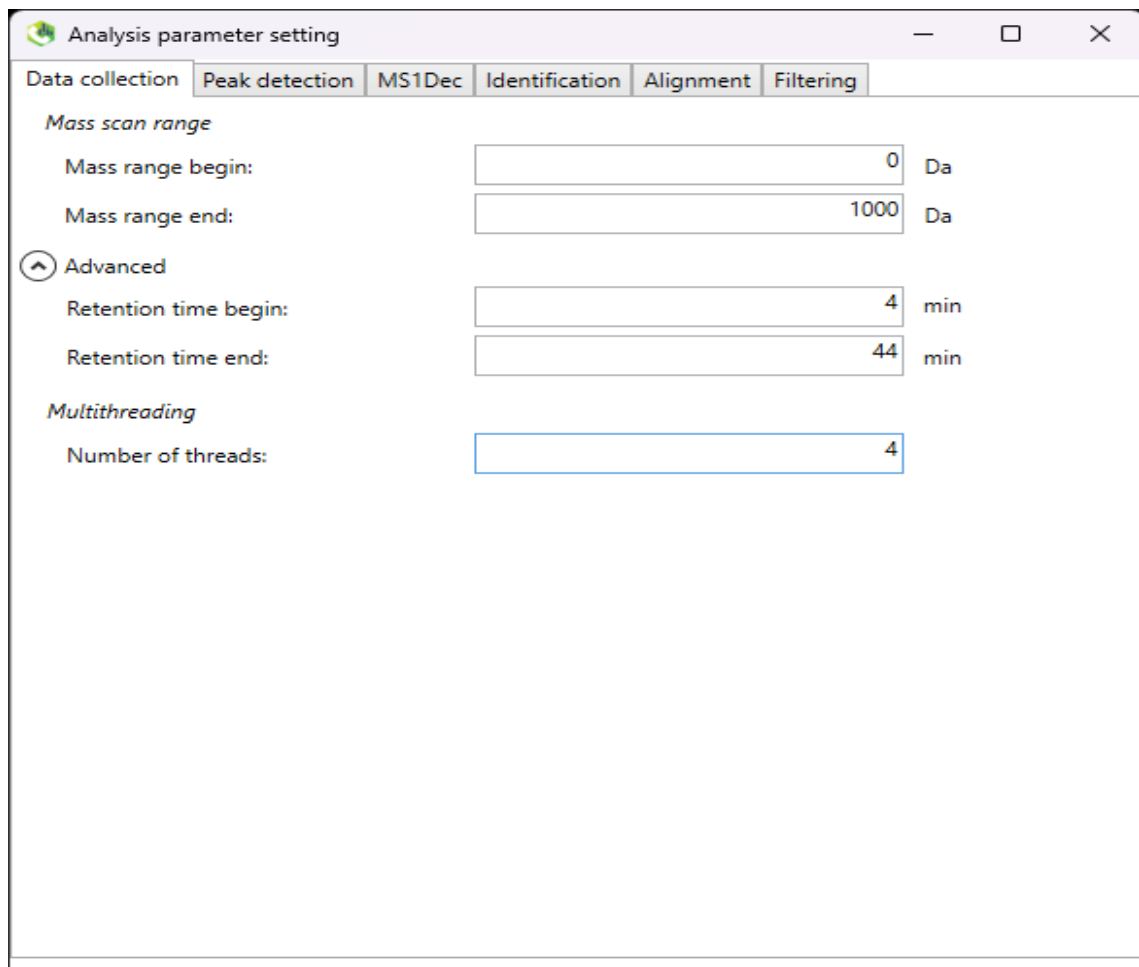 Analysis parameter setting
Data collection Peak detection MS1Dec Identification Alignment Filtering
Mass scan range
Mass range begin: 0 Da
Mass range end: 1000 Da
Advanced
Retention time begin: 4 min
Retention time end: 44 min
Multithreading
Number of threads: 4